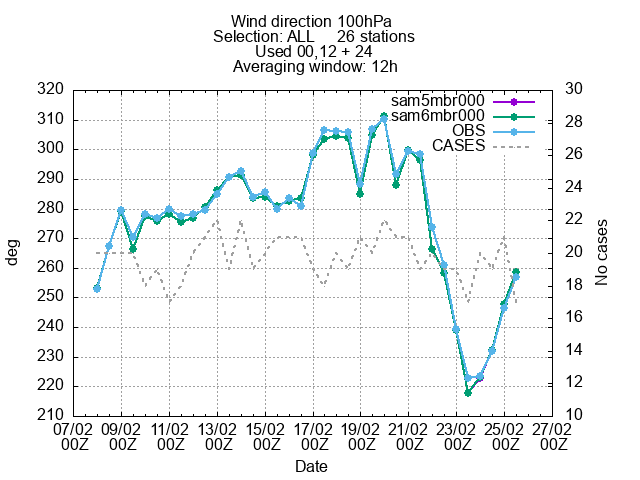 Wind direction 100hPa
Selection: ALL 26 stations
Used 00,12 + 24
Averaging window: 12h
sam5mbr000
sam6mbr000
OBS
CASES
320
310
300
290
280
270
260
250
240
230
220
210
deg
30
28
26
24
22
20
18
16
14
12
10
No cases
07/02 09/02 11/02 13/02 15/02 17/02 19/02 21/02 23/02 25/02 27/02
00Z 00Z 00Z 00Z 00Z 00Z 00Z 00Z 00Z 00Z 00Z
Date